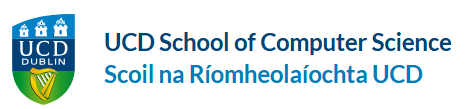 UCD
DUBLIN
UCD School of Computer Science
Scoil na Ríomheolaíochta UCD